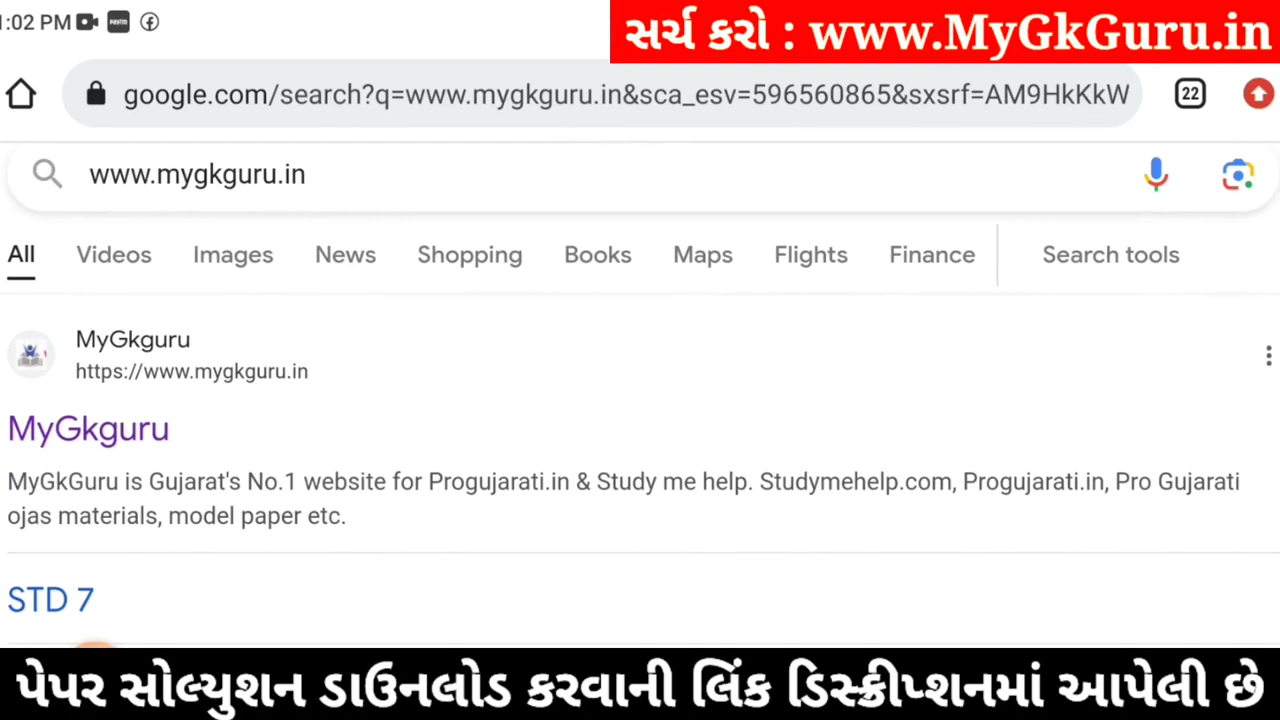 1:02 PM
સર્ચ કરો : www.MyGkGuru.in
google.com/search?q=www.mygkguru.in&sca_esv=596560865&sxsrf=AM9HkKkW
22
www.mygkguru.in
All Videos Images News Shopping Books Maps Flights Finance Search tools
MyGkguru
https://www.mygkguru.in
MyGkguru
MyGkGuru is Gujarat's No.1 website for Progujarati.in & Study me help. Studymehelp.com, Progujarati.in, Pro Gujarati
ojas materials, model paper etc.
STD 7
પેપર સોલ્યુશન ડાઉનલોડ કરવાની લિંક ડિસ્ક્રીપ્શનમાં આપેલી છે